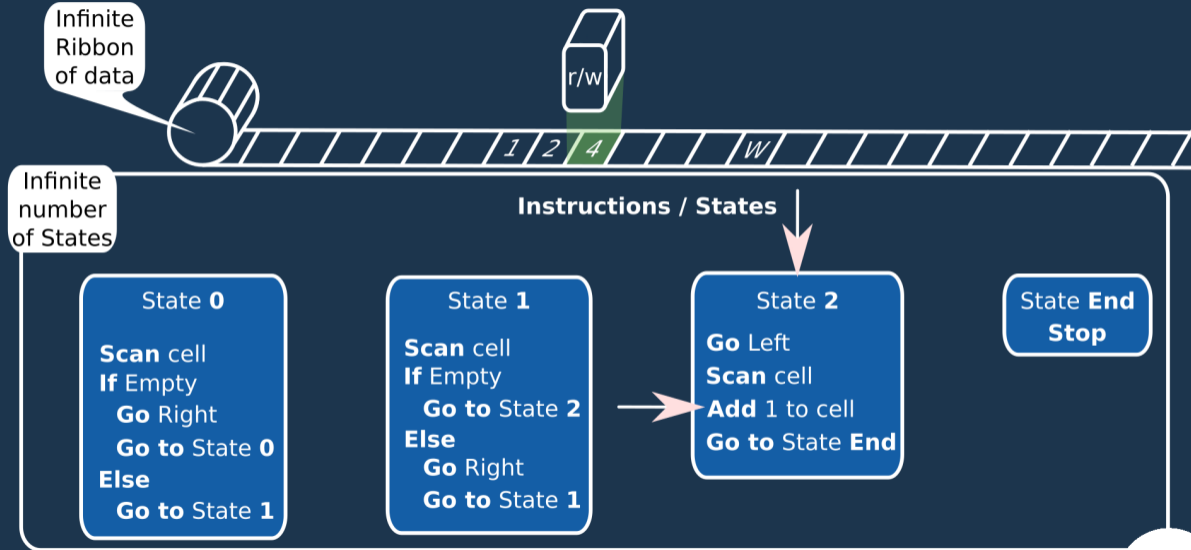 Infinite
Ribbon
of data
r/w
1 2 4 W
Infinite
number
of States
Instructions / States
State 0
Scan cell
If Empty
Go Right
Go to State 0
Else
Go to State 1
State 1
Scan cell
If Empty
Go to State 2
Else
Go Right
Go to State 1
State 2
Go Left
Scan cell
Add 1 to cell
Go to State End
State End
Stop